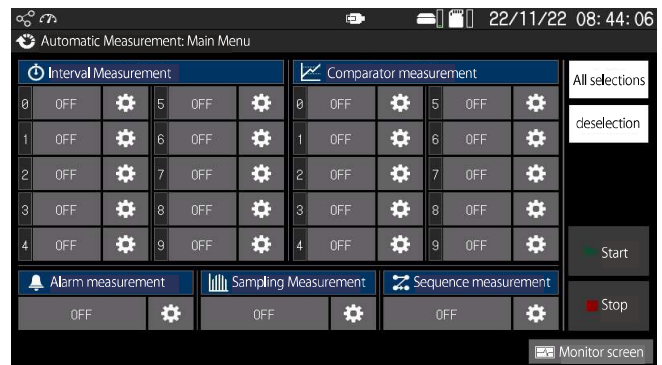 22/11/22 08:44:06
Automatic Measurement: Main Menu
Interval Measurement
Comparator measurement
All selections
0 OFF 5 OFF 0 OFF 5 OFF
deselection
1 OFF 6 OFF 1 OFF 6 OFF
2 OFF 7 OFF 2 OFF 7 OFF
3 OFF 8 OFF 3 OFF 8 OFF
4 OFF 9 OFF 4 OFF 9 OFF
Start
Alarm measurement
Sampling Measurement
Sequence measurement
OFF OFF OFF
Stop
Monitor screen